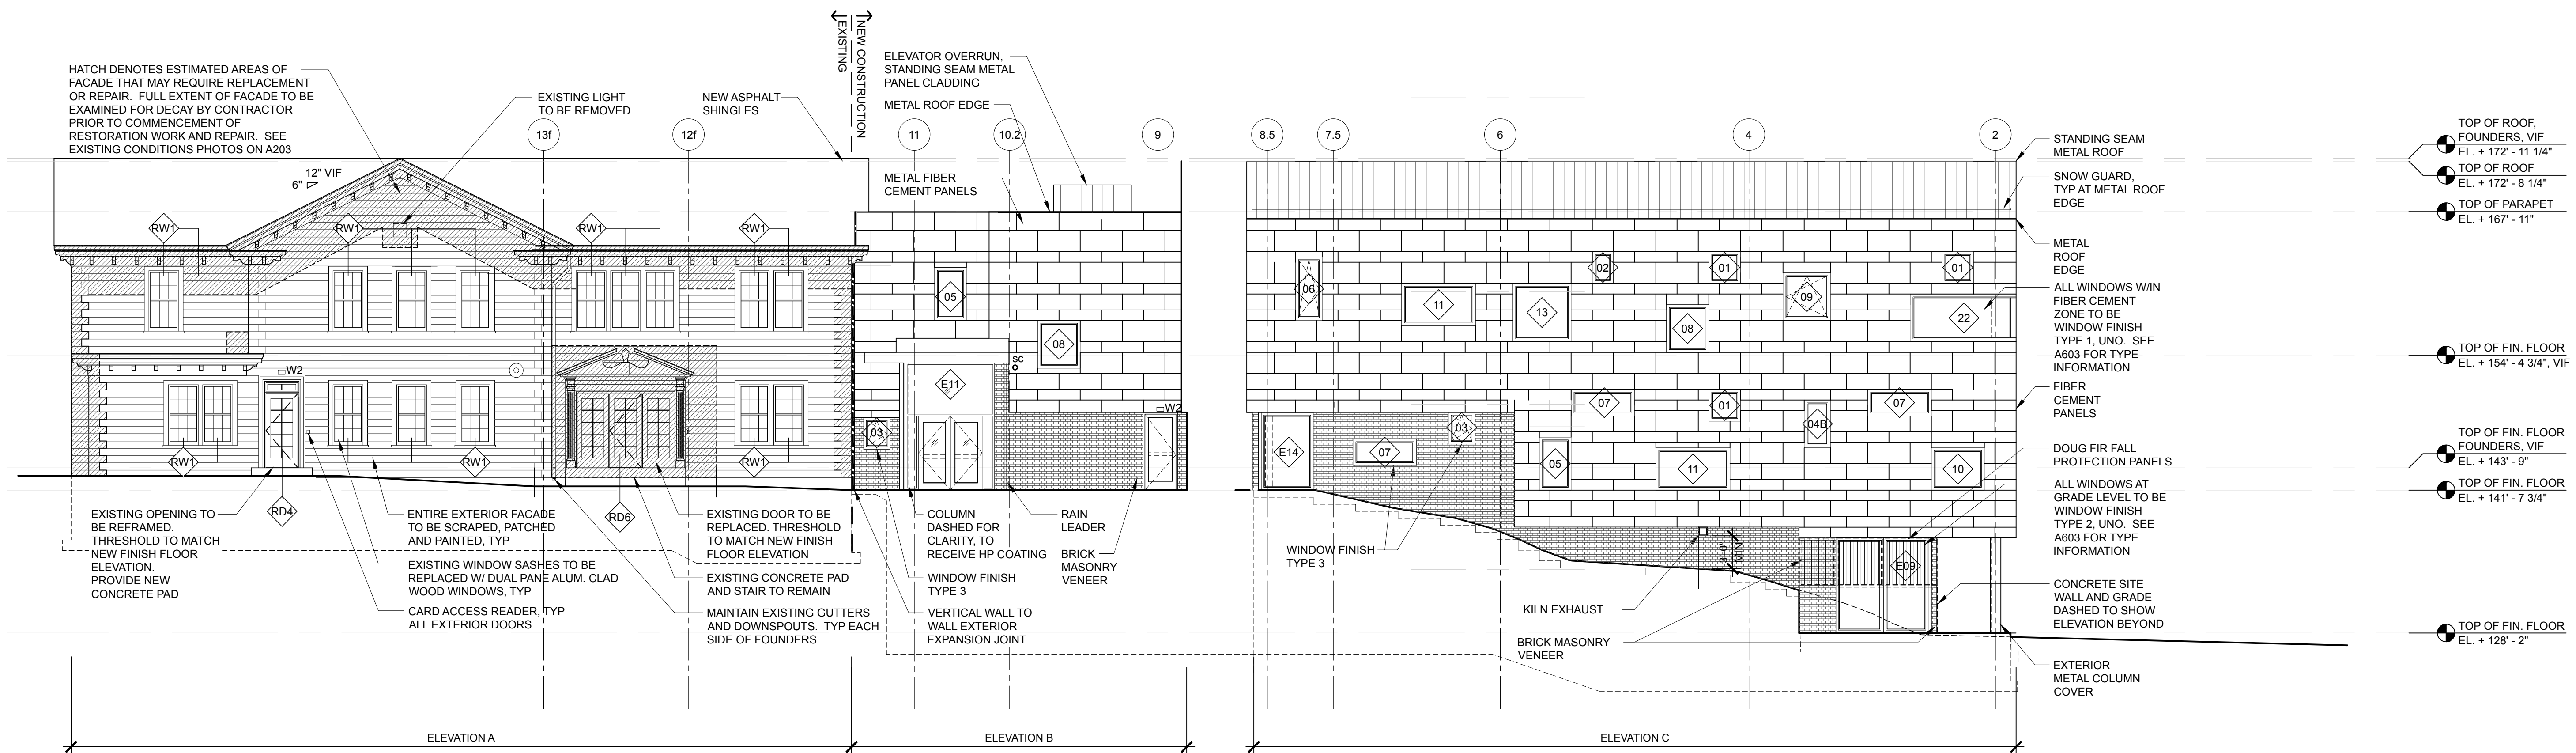 EXISTING
NEW CONSTRUCTION
HATCH DENOTES ESTIMATED AREAS OF
FACADE THAT MAY REQUIRE REPLACEMENT
OR REPAIR. FULL EXTENT OF FACADE TO BE
EXAMINED FOR DECAY BY CONTRACTOR
PRIOR TO COMMENCEMENT OF
RESTORATION WORK AND REPAIR. SEE
EXISTING CONDITIONS PHOTOS ON A203
EXISTING LIGHT
TO BE REMOVED
NEW ASPHALT
SHINGLES
ELEVATOR OVERRUN,
STANDING SEAM METAL
PANEL CLADDING
METAL ROOF EDGE
METAL FIBER
CEMENT PANELS
13f
12f
11
10.2
9
8.5
7.5
6
4
2
12" VIF
6"
RW1
RW1
RW1
RW1
W2
RW1
RW1
RW1
RD4
RD6
05
08
SC
E11
03
W2
06
11
13
02
01
08
09
01
22
07
01
04B
07
E14
07
03
05
11
10
E09
3'-0"
MIN
STANDING SEAM
METAL ROOF
SNOW GUARD,
TYP AT METAL ROOF
EDGE
METAL
ROOF
EDGE
ALL WINDOWS W/IN
FIBER CEMENT
ZONE TO BE
WINDOW FINISH
TYPE 1, UNO. SEE
A603 FOR TYPE
INFORMATION
FIBER
CEMENT
PANELS
DOUG FIR FALL
PROTECTION PANELS
ALL WINDOWS AT
GRADE LEVEL TO BE
WINDOW FINISH
TYPE 2, UNO. SEE
A603 FOR TYPE
INFORMATION
CONCRETE SITE
WALL AND GRADE
DASHED TO SHOW
ELEVATION BEYOND
EXTERIOR
METAL COLUMN
COVER
TOP OF ROOF,
FOUNDERS, VIF
EL. + 172' - 11 1/4"
TOP OF ROOF
EL. + 172' - 8 1/4"
TOP OF PARAPET
EL. + 167' - 11"
TOP OF FIN. FLOOR
EL. + 154' - 4 3/4", VIF
TOP OF FIN. FLOOR
FOUNDERS, VIF
EL. + 143' - 9"
TOP OF FIN. FLOOR
EL. + 141' - 7 3/4"
TOP OF FIN. FLOOR
EL. + 128' - 2"
EXISTING OPENING TO
BE REFRAMED.
THRESHOLD TO MATCH
NEW FINISH FLOOR
ELEVATION.
PROVIDE NEW
CONCRETE PAD
ENTIRE EXTERIOR FACADE
TO BE SCRAPED, PATCHED
AND PAINTED, TYP
EXISTING WINDOW SASHES TO BE
REPLACED W/ DUAL PANE ALUM. CLAD
WOOD WINDOWS, TYP
CARD ACCESS READER, TYP
ALL EXTERIOR DOORS
EXISTING DOOR TO BE
REPLACED. THRESHOLD
TO MATCH NEW FINISH
FLOOR ELEVATION
EXISTING CONCRETE PAD
AND STAIR TO REMAIN
MAINTAIN EXISTING GUTTERS
AND DOWNSPOUTS. TYP EACH
SIDE OF FOUNDERS
COLUMN
DASHED FOR
CLARITY, TO
RECEIVE HP COATING
WINDOW FINISH
TYPE 3
VERTICAL WALL TO
WALL EXTERIOR
EXPANSION JOINT
RAIN
LEADER
BRICK
MASONRY
VENEER
WINDOW FINISH
TYPE 3
KILN EXHAUST
BRICK MASONRY
VENEER
ELEVATION A
ELEVATION B
ELEVATION C